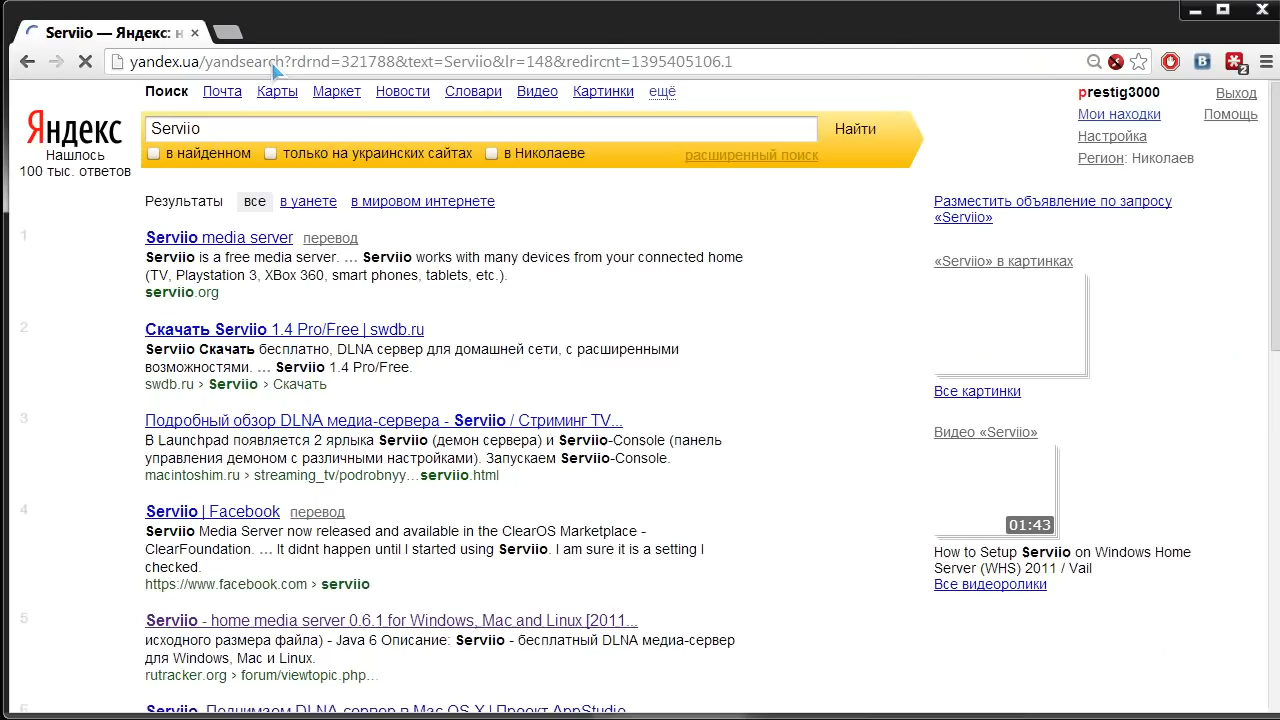 Serviio — Яндекс: н
yandex.ua/yandsearch?rdrnd=321788&text=Serviio&lr=148&redircnt=1395405106.1
2
Поиск Почта Карты Маркет Новости Словари Видео Картинки ещё
prestig3000 Выход
Мои находки Помощь
Настройка
Регион: Николаев
Яндекс
Нашлось
100 тыс. ответов
Serviio Найти
в найденном только на украинских сайтах в Николаеве расширенный поиск
Результаты все в уанете в мировом интернете
1
Serviio media server перевод
Serviio is a free media server. ... Serviio works with many devices from your connected home
(TV, Playstation 3, XBox 360, smart phones, tablets, etc.).
serviio.org
2
Скачать Serviio 1.4 Pro/Free | swdb.ru
Serviio Скачать бесплатно, DLNA сервер для домашней сети, с расширенными
возможностями. ... Serviio 1.4 Pro/Free.
swdb.ru › Serviio › Скачать
3
Подробный обзор DLNA медиа-сервера - Serviio / Стриминг TV...
В Launchpad появляется 2 ярлыка Serviio (демон сервера) и Serviio-Console (панель
управления демоном с различными настройками). Запускаем Serviio-Console.
macintoshim.ru › streaming_tv/podrobnyy…serviio.html
4
Serviio | Facebook перевод
Serviio Media Server now released and available in the ClearOS Marketplace -
ClearFoundation. ... It didnt happen until I started using Serviio. I am sure it is a setting I
checked.
https://www.facebook.com › serviio
5
Serviio - home media server 0.6.1 for Windows, Mac and Linux [2011...
исходного размера файла) - Java 6 Описание: Serviio - бесплатный DLNA медиа-сервер
для Windows, Mac и Linux.
rutracker.org › forum/viewtopic.php…
6
Serviio. Поднимаем DLNA сервер в Mac OS X | Проект AppStudio
Разместить объявление по запросу
«Serviio»
«Serviio» в картинках
Все картинки
Видео «Serviio»
01:43
How to Setup Serviio on Windows Home
Server (WHS) 2011 / Vail
Все видеоролики